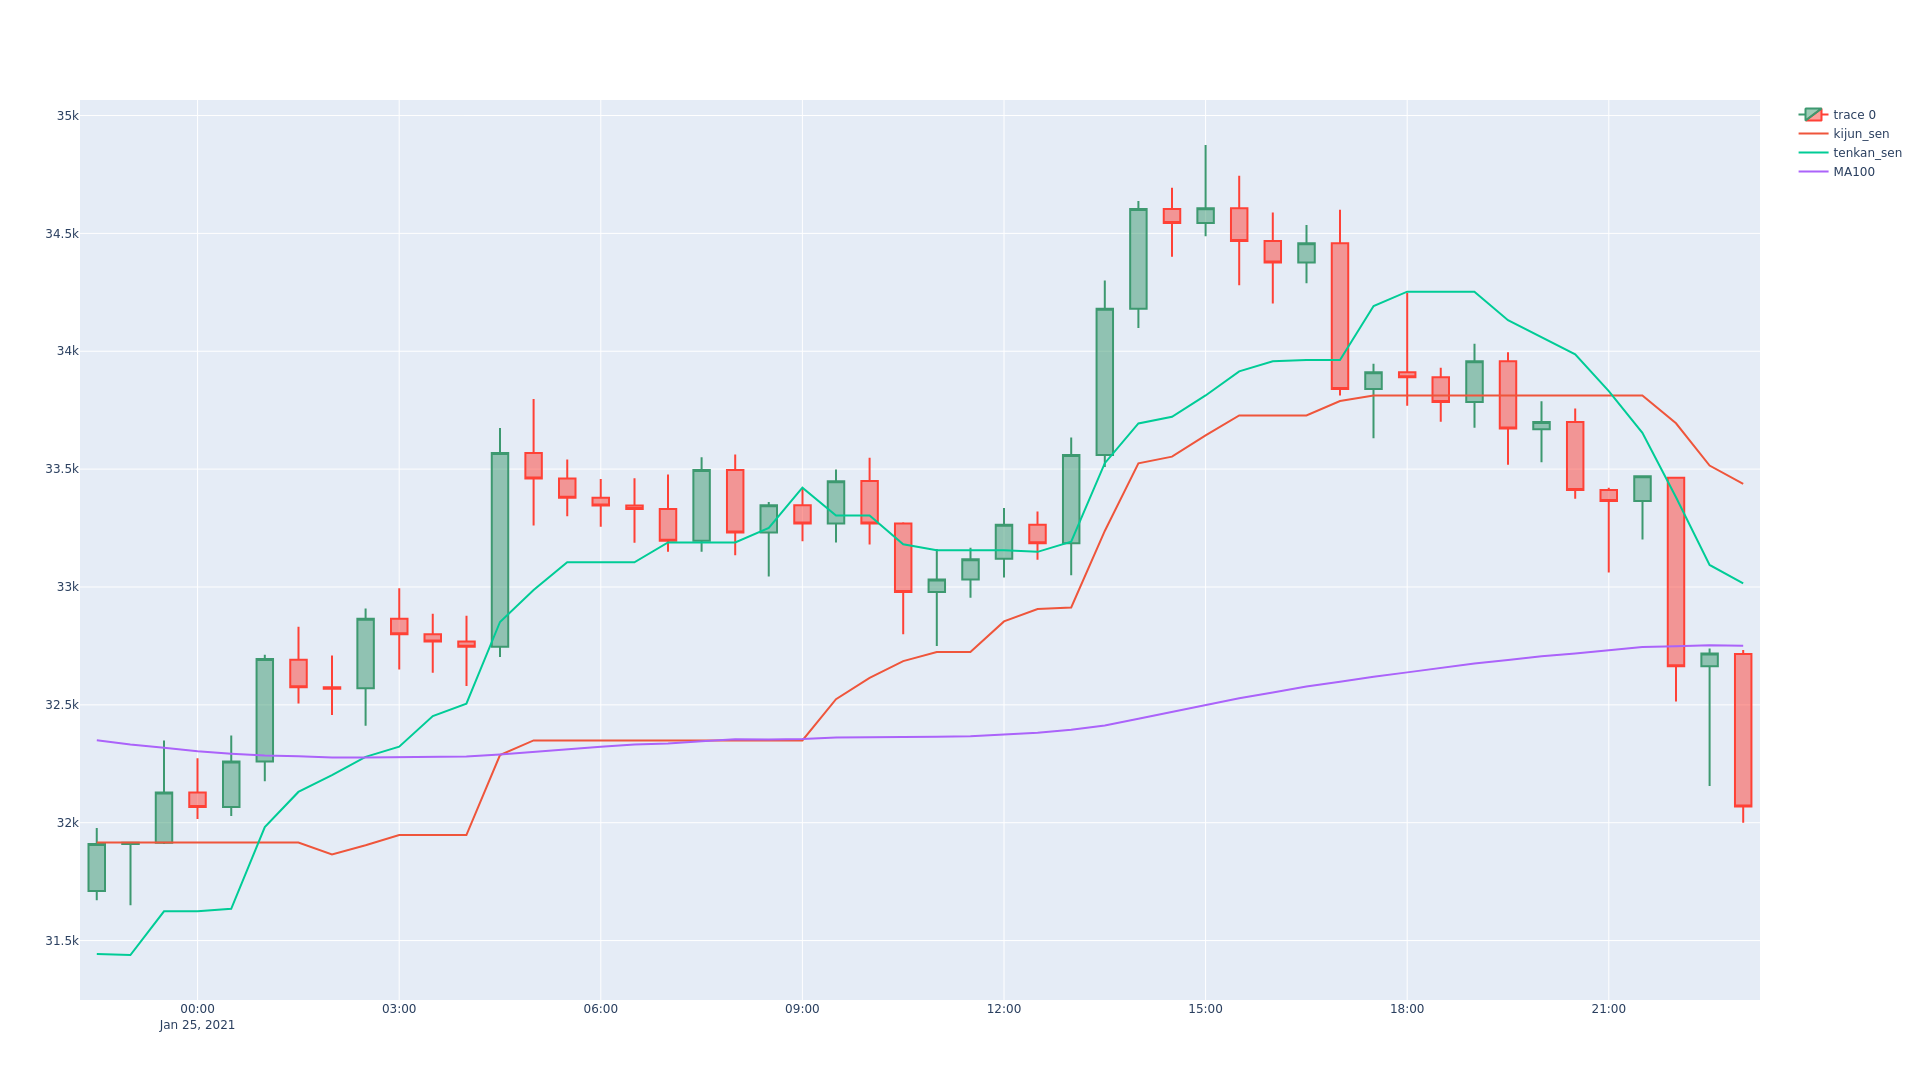 35k
34.5k
34k
33.5k
33k
32.5k
32k
31.5k
00:00 03:00 06:00 09:00 12:00 15:00 18:00 21:00
Jan 25, 2021
trace 0
kijun_sen
tenkan_sen
MA100